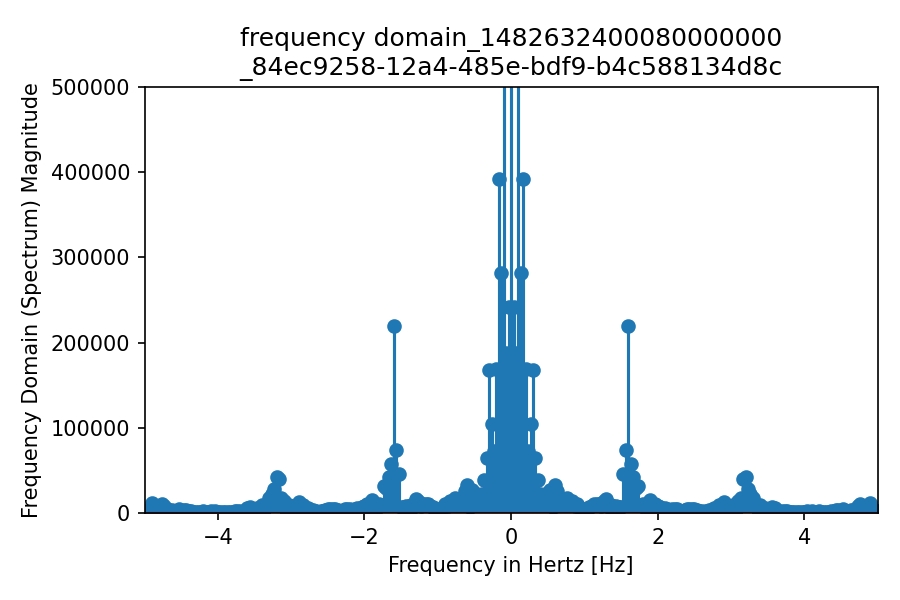 frequency domain_1482632400080000000
_84ec9258-12a4-485e-bdf9-b4c588134d8c
Frequency Domain (Spectrum) Magnitude
500000
400000
300000
200000
100000
0
−4
−2
0
2
4
Frequency in Hertz [Hz]